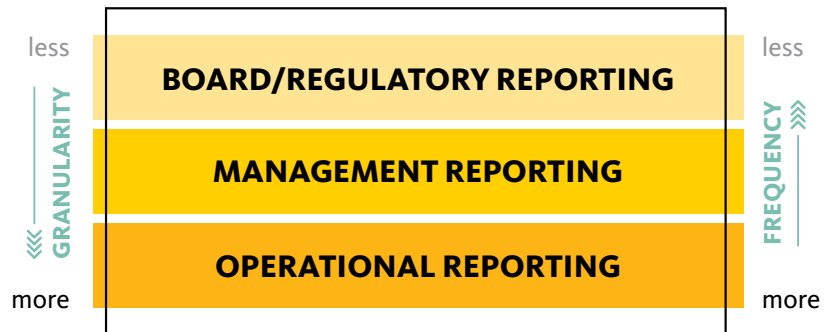 less
less
BOARD/REGULATORY REPORTING
GRANULARITY
FREQUENCY
MANAGEMENT REPORTING
OPERATIONAL REPORTING
more
more